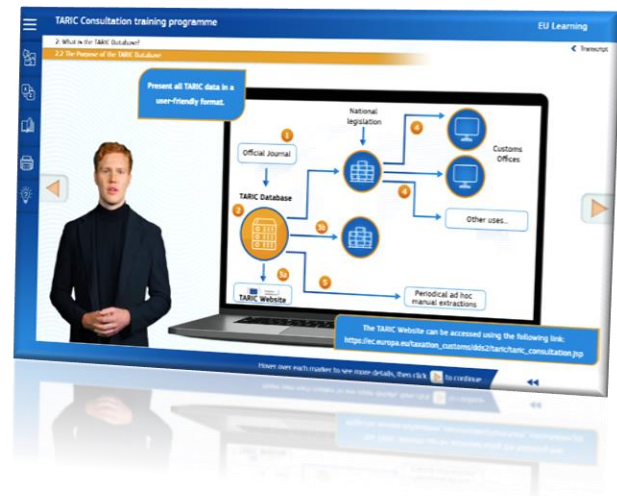 TARIC Consultation training programme
EU Learning
2. What is the TARIC Database?
Transcript
2.2 The Purpose of the TARIC Database
Present all TARIC data in a
user-friendly format.
National
legislation
1
Official Journal
4
Customs
Offices
TARIC Database
4
Other uses...
5b
5a
5
TARIC Website
Periodical ad hoc
manual extractions
The TARIC Website can be accessed using the following link:
https://ec.europa.eu/taxation_customs/dds2/taric/taric_consultation.jsp
Hover over each marker to see more details, then click to continue